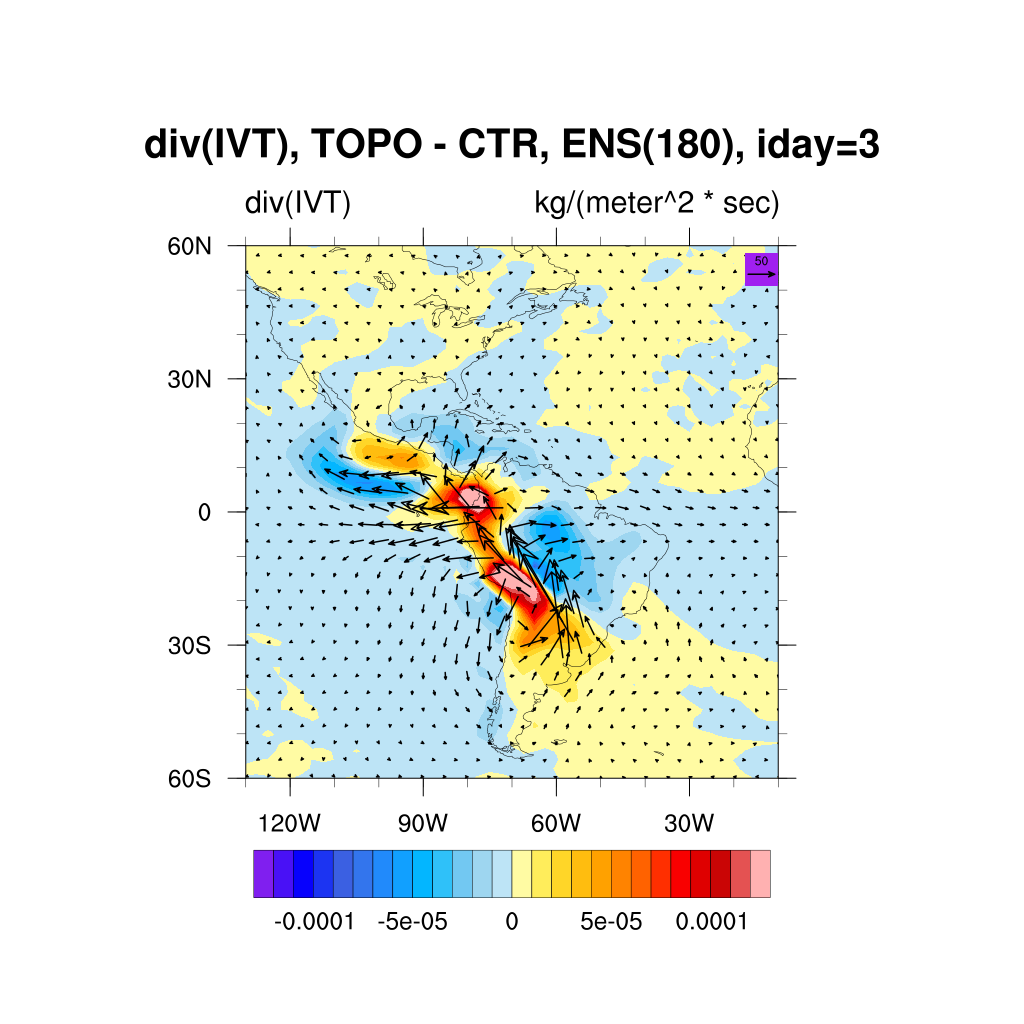 div(IVT), TOPO - CTR, ENS(180), iday=3
div(IVT) kg/(meter^2 * sec)
60N
50
30N
0
30S
60S
120W 90W 60W 30W
-0.0001 -5e-05 0 5e-05 0.0001